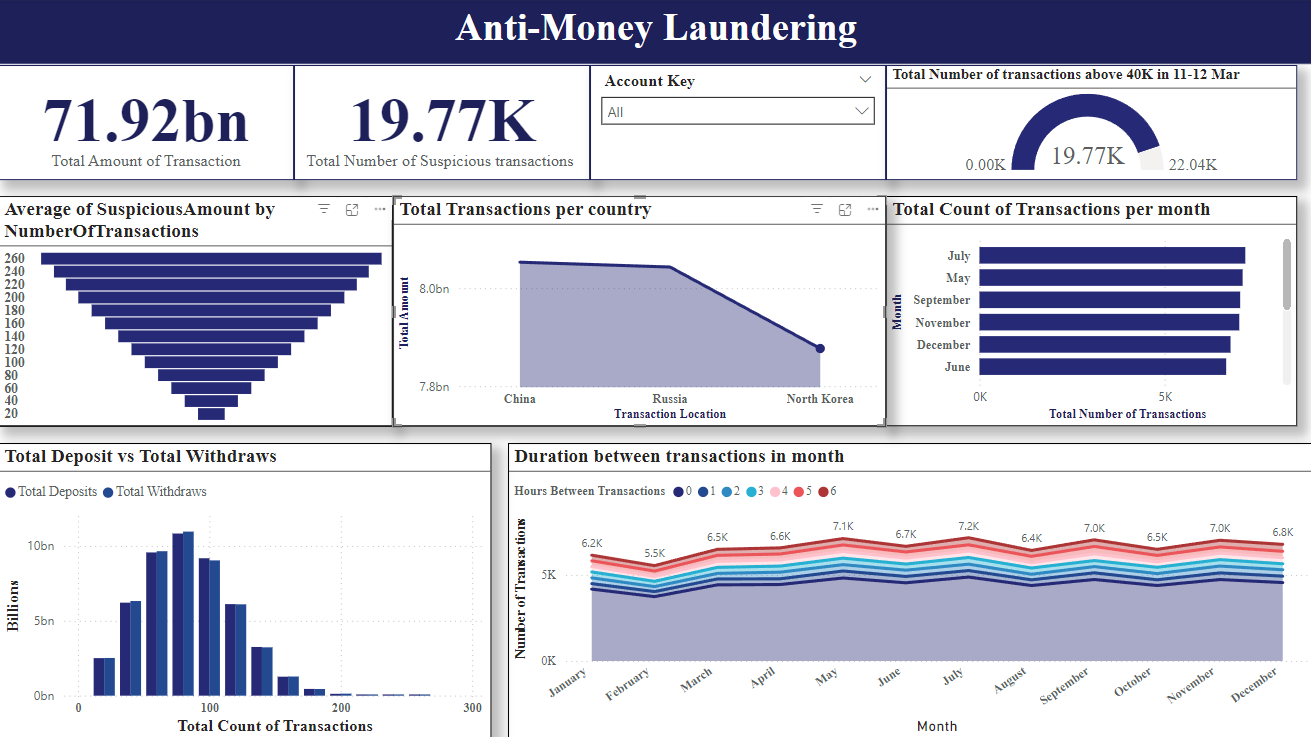 Anti-Money Laundering
71.92bn
Total Amount of Transaction
19.77K
Total Number of Suspicious transactions
Account Key
All
Total Number of transactions above 40K in 11-12 Mar
19.77K
0.00K
22.04K
Average of SuspiciousAmount by
NumberOfTransactions
260
240
220
200
180
160
140
120
100
80
60
40
20
Total Transactions per country
Total Amount
8.0bn
7.8bn
China
Russia
North Korea
Transaction Location
Total Count of Transactions per month
Month
July
May
September
November
December
June
0K
5K
Total Number of Transactions
Total Deposit vs Total Withdraws
Total Deposits
Total Withdraws
Billions
10bn
5bn
0bn
0
100
200
300
Total Count of Transactions
Duration between transactions in month
Hours Between Transactions
0
1
2
3
4
5
6
Number of Transactions
5K
0K
6.2K
5.5K
6.5K
6.6K
7.1K
6.7K
7.2K
6.4K
7.0K
6.5K
7.0K
6.8K
January
February
March
April
May
June
July
August
September
October
November
December
Month